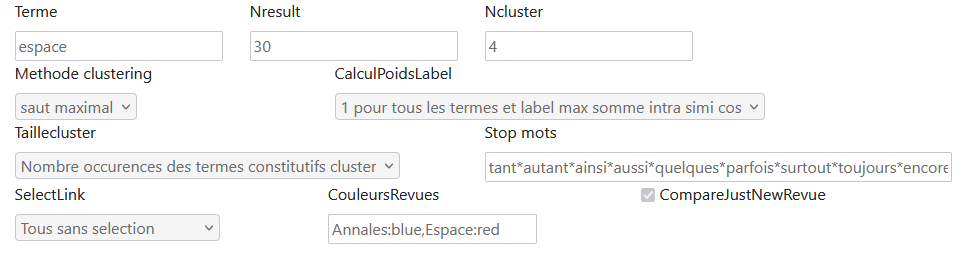 Terme Nresult Ncluster
espace 30 4
Methode clustering CalculPoidsLabel
saut maximal 1 pour tous les termes et label max somme intra simi cos
Taillecluster Stop mots
Nombre occurences des termes constitutifs cluster tant*autant*ainsi*aussi*quelques*parfois*surtout*toujours*encore
SelectLink CouleursRevues CompareJustNewRevue
Tous sans selection Annales:blue,Espace:red